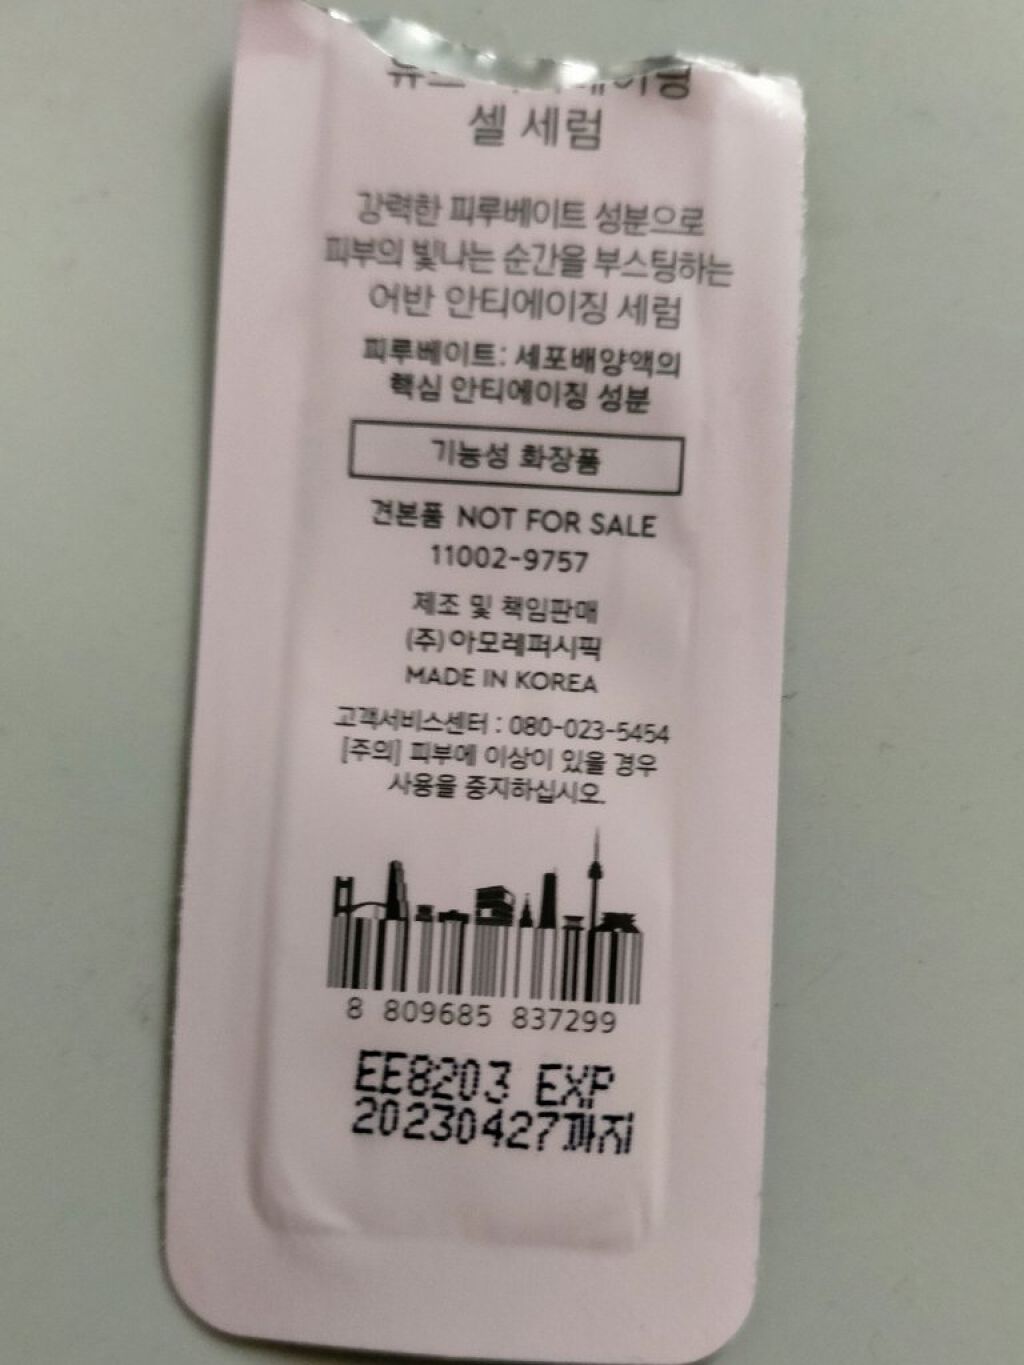 셀 세럼
강력한 피루베이트 성분으로
피부의 빛나는 순간을 부스팅하는
어반 안티에이징 세럼
피루베이트: 세포배양액의
핵심 안티에이징 성분
기능성 화장품
견본품 NOT FOR SALE
11002-9757
제조 및 책임판매
(주)아모레퍼시픽
MADE IN KOREA
고객서비스센터 : 080-023-5454
[주의] 피부에 이상이 있을 경우
사용을 중지하십시오.
8 809685 837299
EE8203 EXP
20230427까지